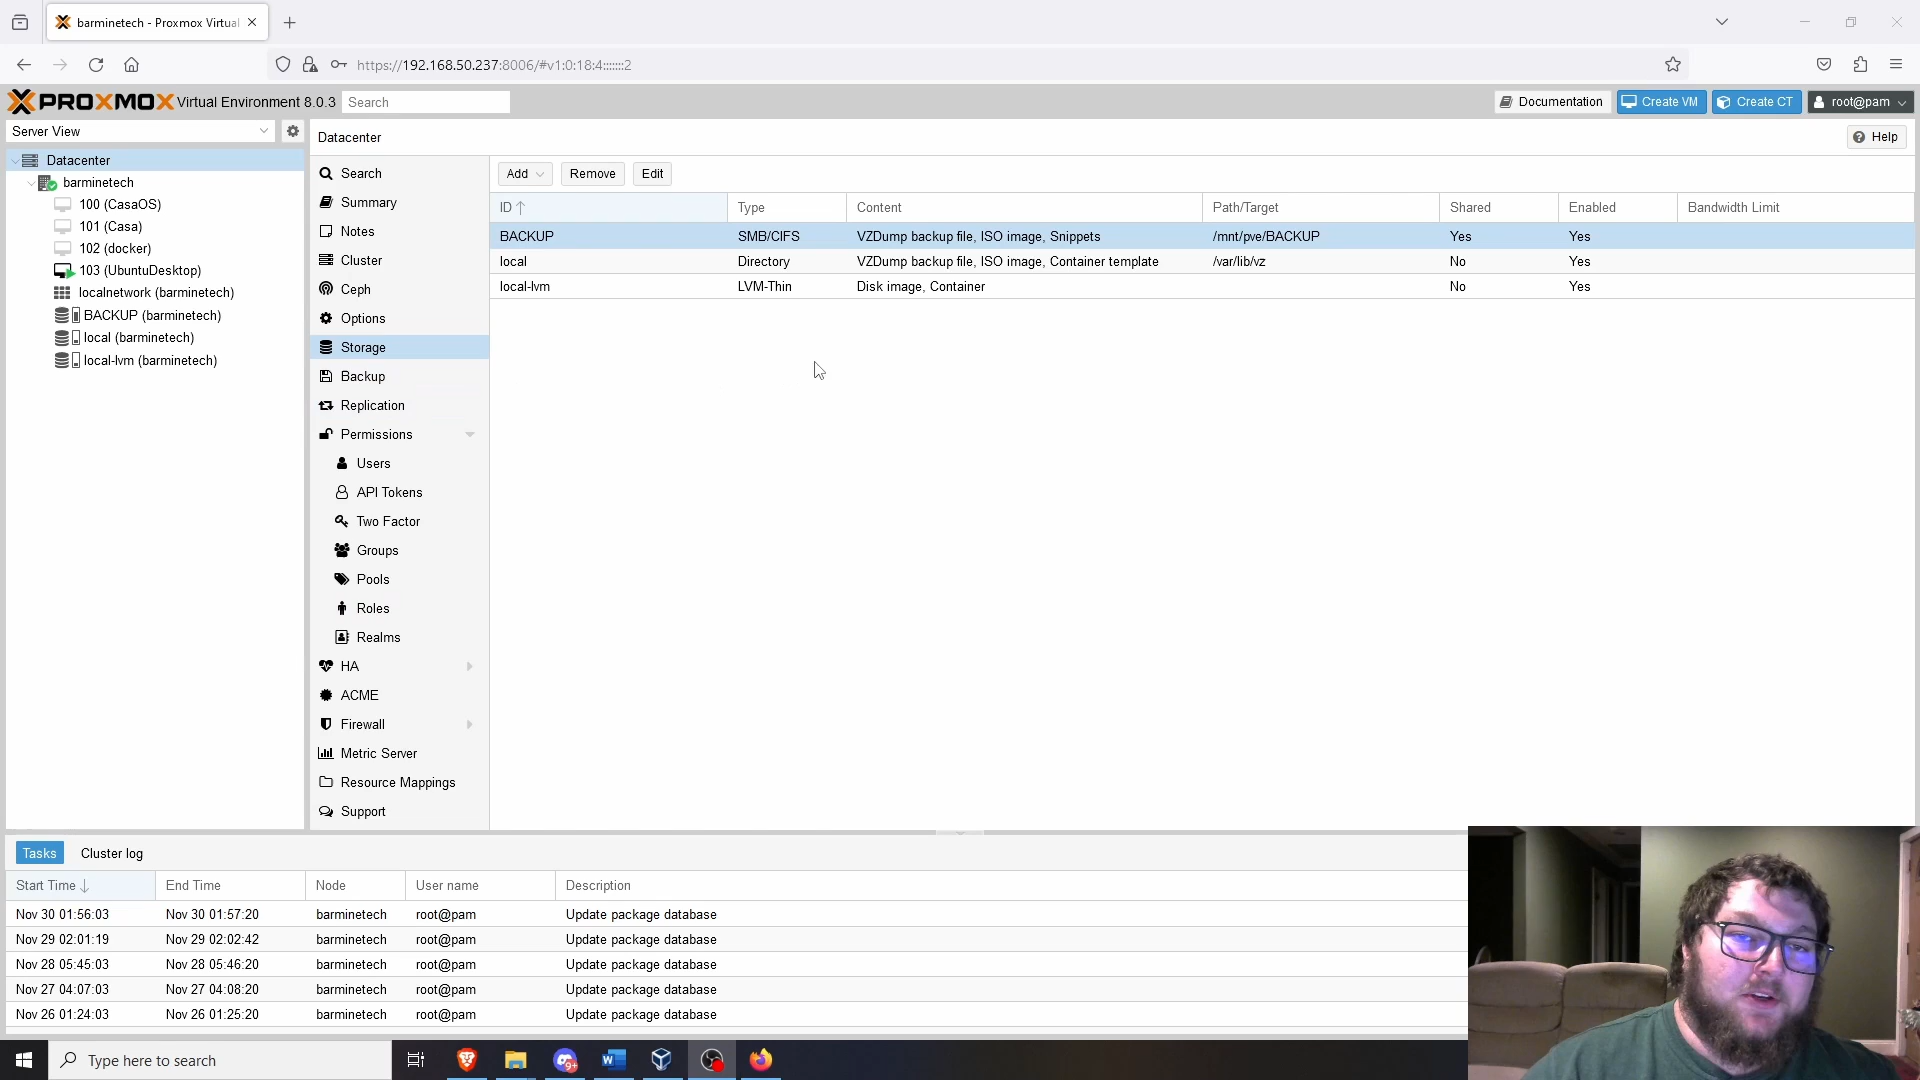 barminetech - Proxmox Virtual
https://192.168.50.237:8006/#v1:0:18:4:::::::2
PROXMOX Virtual Environment 8.0.3 Search
Documentation Create VM Create CT root@pam
Server View
Datacenter
Help
Datacenter
barminetech
100 (CasaOS)
101 (Casa)
102 (docker)
103 (UbuntuDesktop)
localnetwork (barminetech)
BACKUP (barminetech)
local (barminetech)
local-lvm (barminetech)
Search
Summary
Notes
Cluster
Ceph
Options
Storage
Backup
Replication
Permissions
Users
API Tokens
Two Factor
Groups
Pools
Roles
Realms
HA
ACME
Firewall
Metric Server
Resource Mappings
Support
Add Remove Edit
ID Type Content Path/Target Shared Enabled Bandwidth Limit
BACKUP SMB/CIFS VZDump backup file, ISO image, Snippets /mnt/pve/BACKUP Yes Yes
local Directory VZDump backup file, ISO image, Container template /var/lib/vz No Yes
local-lvm LVM-Thin Disk image, Container No Yes
Tasks Cluster log
Start Time End Time Node User name Description
Nov 30 01:56:03 Nov 30 01:57:20 barminetech root@pam Update package database
Nov 29 02:01:19 Nov 29 02:02:42 barminetech root@pam Update package database
Nov 28 05:45:03 Nov 28 05:46:20 barminetech root@pam Update package database
Nov 27 04:07:03 Nov 27 04:08:20 barminetech root@pam Update package database
Nov 26 01:24:03 Nov 26 01:25:20 barminetech root@pam Update package database
Type here to search
9+